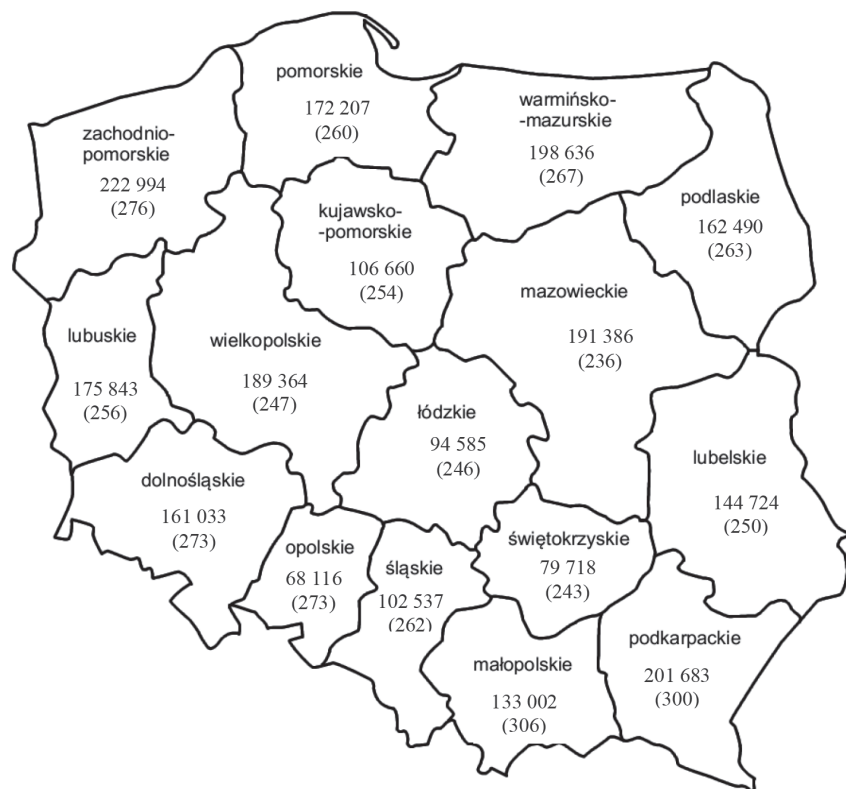 pomorskie
172 207
(260)
warmińsko-
-mazurskie
198 636
(267)
zachodnio-
pomorskie
222 994
(276)
podlaskie
162 490
(263)
kujawsko-
-pomorskie
106 660
(254)
mazowieckie
191 386
(236)
lubuskie
175 843
(256)
wielkopolskie
189 364
(247)
łódzkie
94 585
(246)
lubelskie
144 724
(250)
dolnośląskie
161 033
(273)
opolskie
68 116
(273)
śląskie
102 537
(262)
świętokrzyskie
79 718
(243)
małopolskie
133 002
(306)
podkarpackie
201 683
(300)